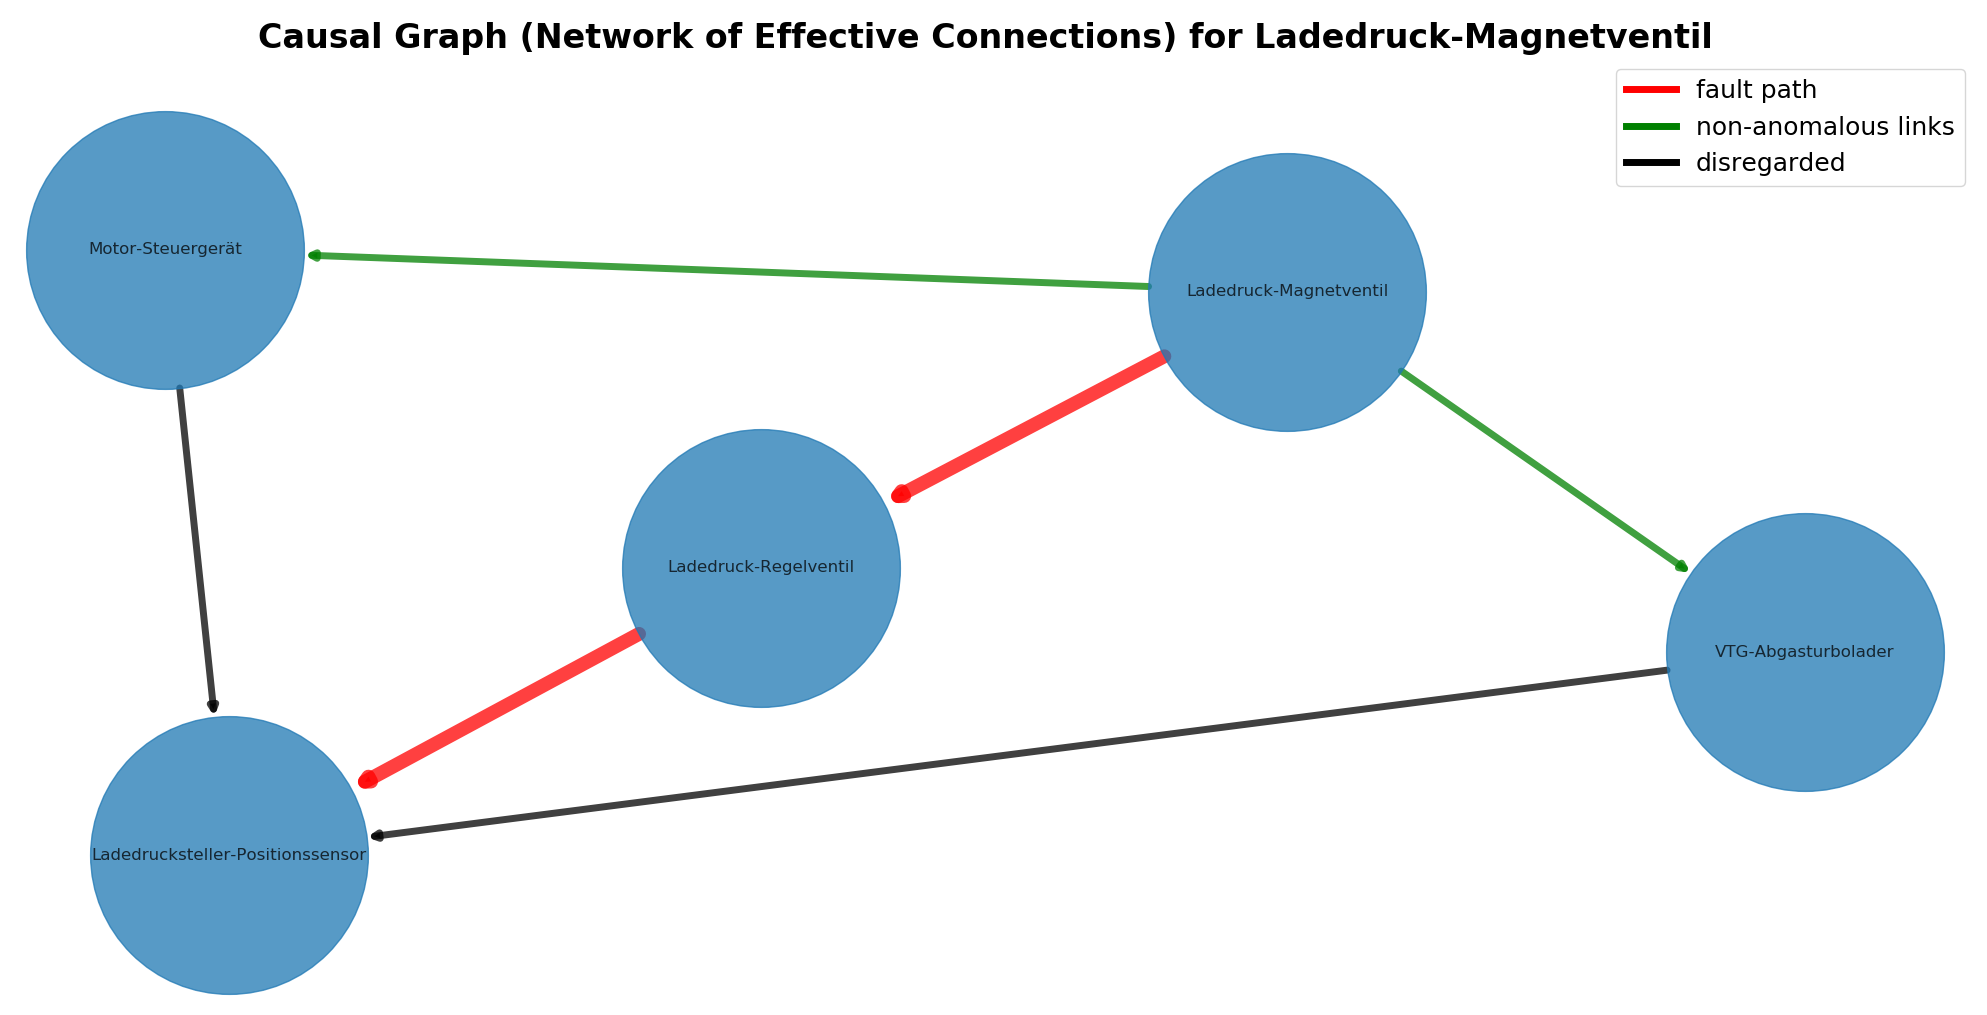 Causal Graph (Network of Effective Connections) for Ladedruck-Magnetventil
fault path
non-anomalous links
disregarded
Motor-Steuergerät
Ladedruck-Magnetventil
Ladedruck-Regelventil
VTG-Abgasturbolader
Ladedrucksteller-Positionssensor